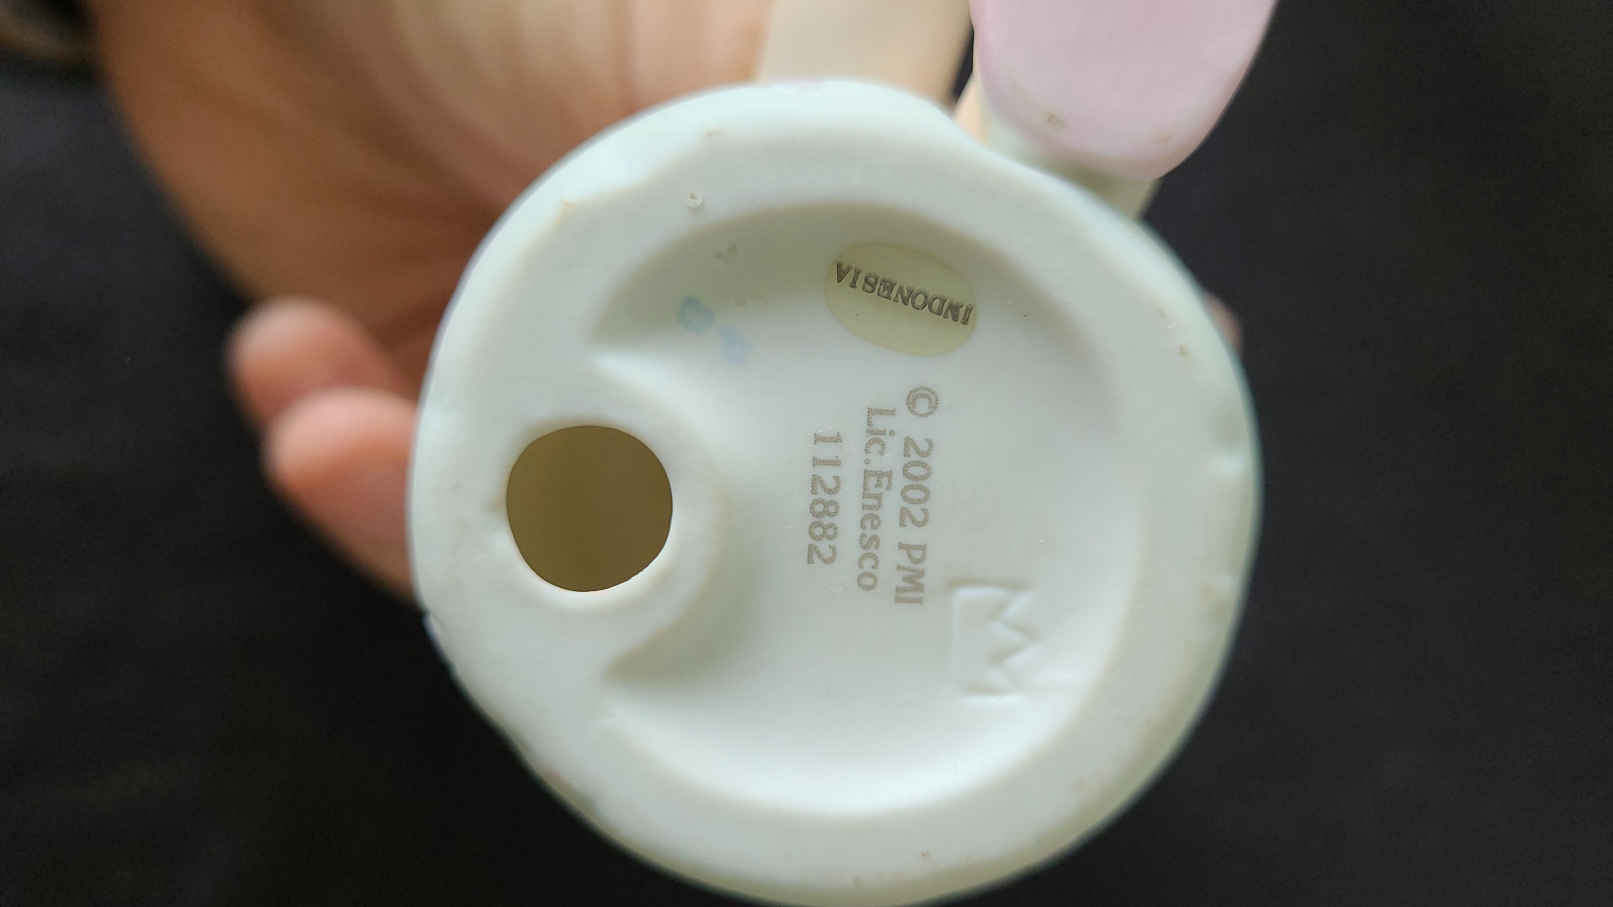 INDONESIA
© 2002 PMI
Lic.Enesco
112882